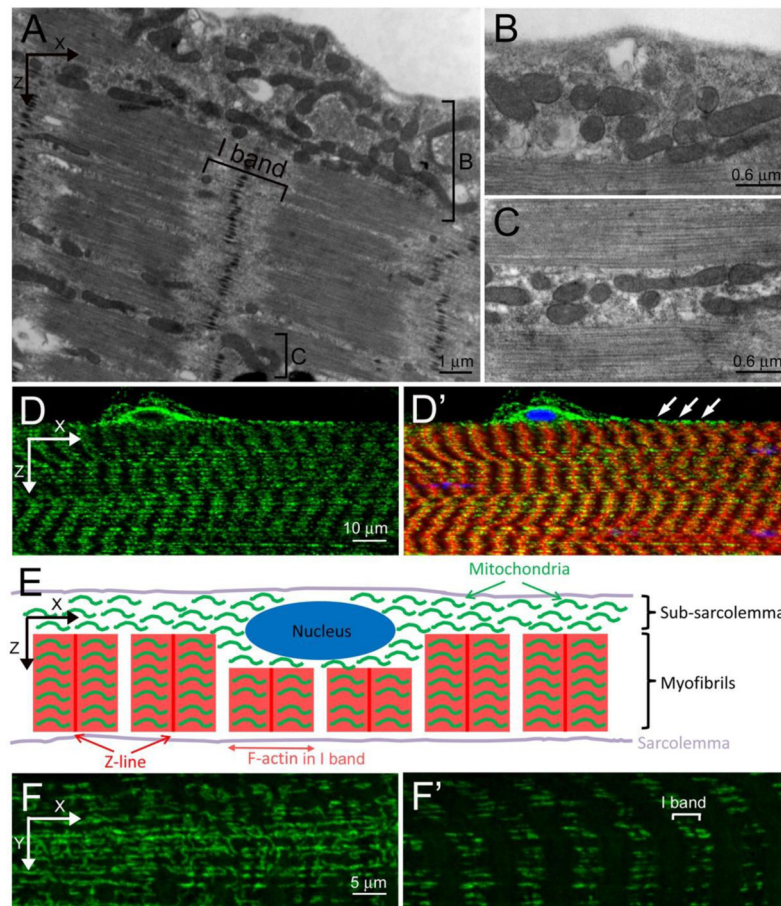 A
X
Z
I band
B
C
1 μm
B
0.6 μm
C
0.6 μm
D
X
Z
10 μm
D'
E
X
Z
Mitochondria
Nucleus
Sub-sarcolemma
Myofibrils
Sarcolemma
Z-line
F-actin in I band
F
X
Y
5 μm
F'
I band